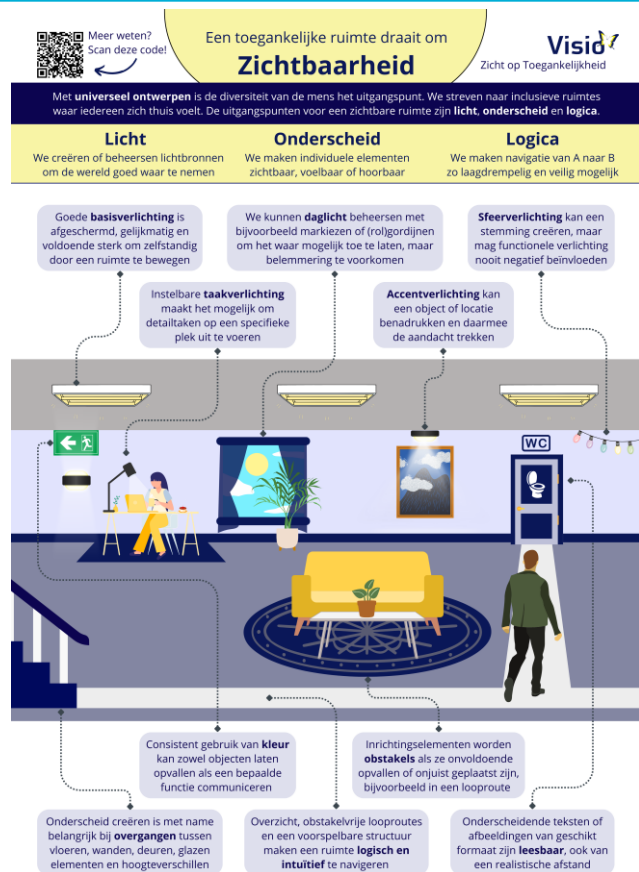 Meer weten?
Scan deze code!
Een toegankelijke ruimte draait om
Zichtbaarheid
Visio
Zicht op Toegankelijkheid
Met universeel ontwerpen is de diversiteit van de mens het uitgangspunt. We streven naar inclusieve ruimtes
waar iedereen zich thuis voelt. De uitgangspunten voor een zichtbare ruimte zijn licht, onderscheid en logica.
Licht
We creëren of beheersen lichtbronnen
om de wereld goed waar te nemen
Onderscheid
We maken individuele elementen
zichtbaar, voelbaar of hoorbaar
Logica
We maken navigatie van A naar B
zo laagdrempelig en veilig mogelijk
Goede basisverlichting is
afgeschermd, gelijkmatig en
voldoende sterk om zelfstandig
door een ruimte te bewegen
We kunnen daglicht beheersen met
bijvoorbeeld markiezen of (rol)gordijnen
om het waar mogelijk toe te laten, maar
belemmering te voorkomen
Sfeerverlichting kan een
stemming creëren, maar
mag functionele verlichting
nooit negatief beïnvloeden
Instelbare taakverlichting
maakt het mogelijk om
detailtaken op een specifieke
plek uit te voeren
Accentverlichting kan
een object of locatie
benadrukken en daarmee
de aandacht trekken
WC
Consistent gebruik van kleur
kan zowel objecten laten
opvallen als een bepaalde
functie communiceren
Inrichtingselementen worden
obstakels als ze onvoldoende
opvallen of onjuist geplaatst zijn,
bijvoorbeeld in een looproute
Onderscheid creëren is met name
belangrijk bij overgangen tussen
vloeren, wanden, deuren, glazen
elementen en hoogteverschillen
Overzicht, obstakelvrije looproutes
en een voorspelbare structuur
maken een ruimte logisch en
intuïtief te navigeren
Onderscheidende teksten of
afbeeldingen van geschikt
formaat zijn leesbaar, ook van
een realistische afstand